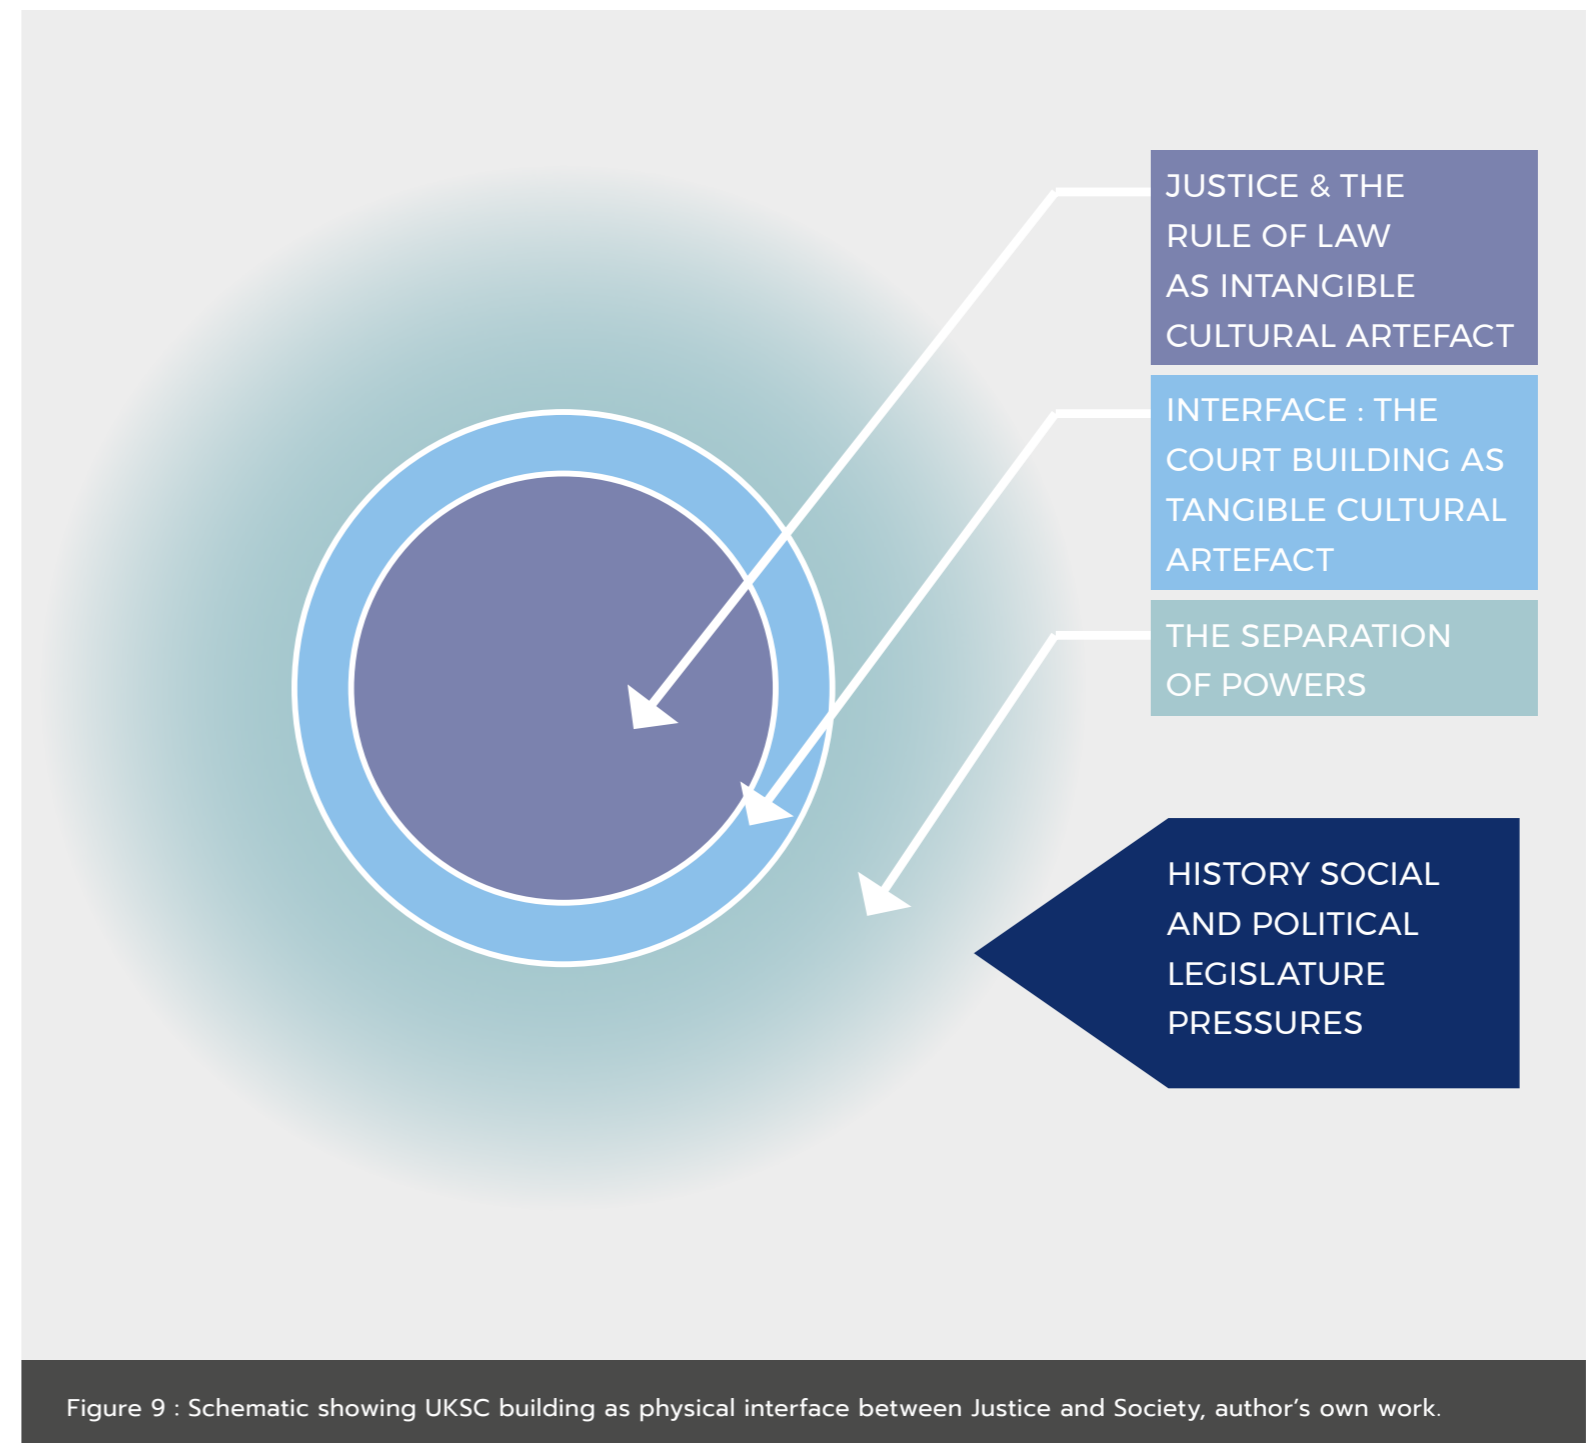 JUSTICE & THE
RULE OF LAW
AS INTANGIBLE
CULTURAL ARTEFACT
INTERFACE : THE
COURT BUILDING AS
TANGIBLE CULTURAL
ARTEFACT
THE SEPARATION
OF POWERS
HISTORY SOCIAL
AND POLITICAL
LEGISLATURE
PRESSURES
Figure 9 : Schematic showing UKSC building as physical interface between Justice and Society, author’s own work.